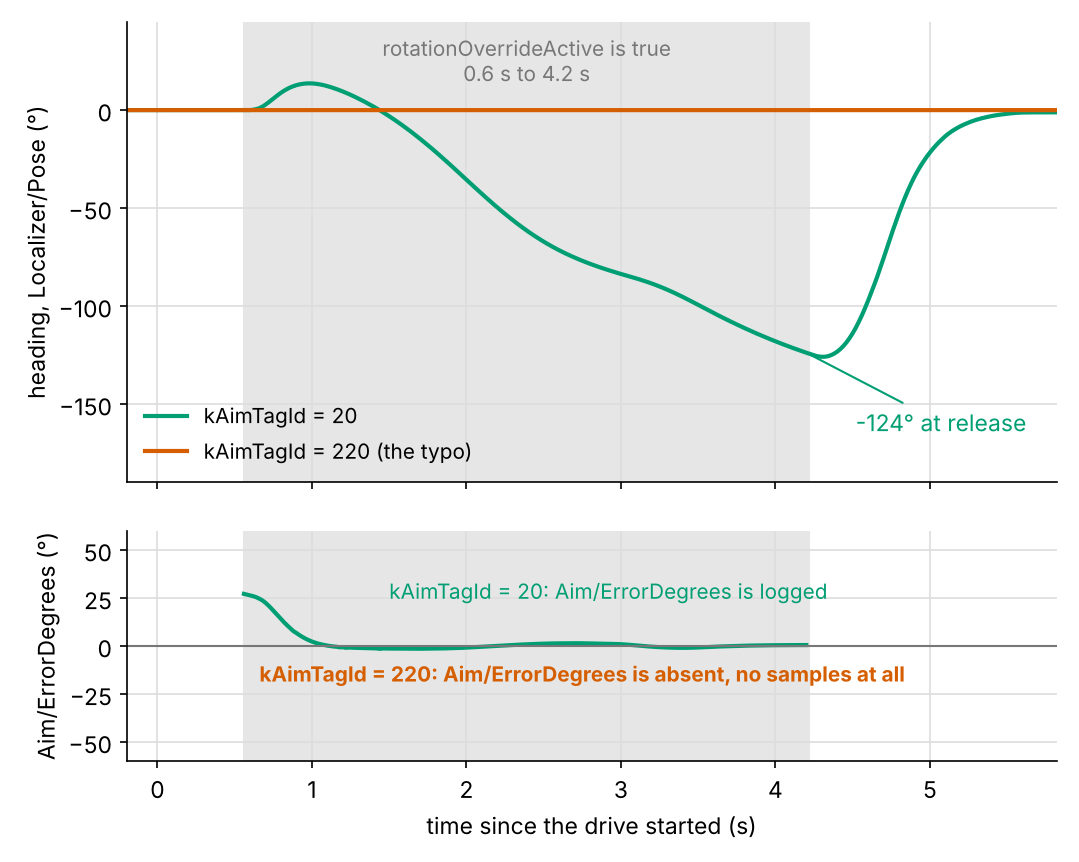 rotationOverrideActive is true
0.6 s to 4.2 s
heading, Localizer/Pose (°)
0
−50
−100
−150
kAimTagId = 20
kAimTagId = 220 (the typo)
-124° at release
Aim/ErrorDegrees (°)
50
25
0
−25
−50
kAimTagId = 20: Aim/ErrorDegrees is logged
kAimTagId = 220: Aim/ErrorDegrees is absent, no samples at all
0 1 2 3 4 5
time since the drive started (s)